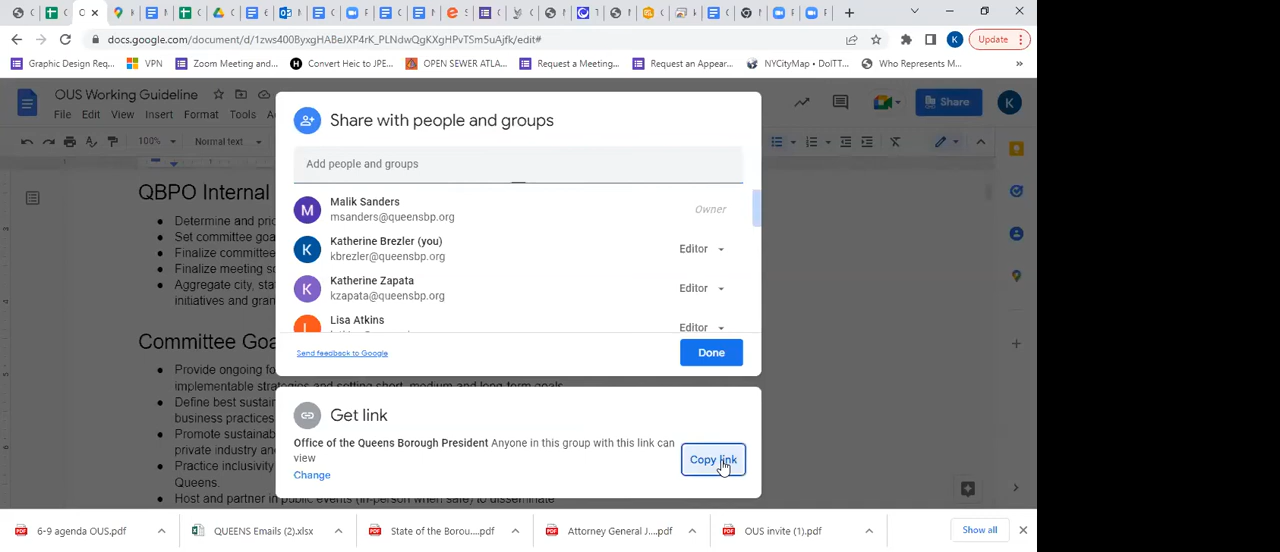 docs.google.com/document/d/1zws4008yxgHABeJXP4rK_PLNdwQgKXgHPvTSm5uAjfk/edit#
K
Update
Graphic Design Req...
VPN
Zoom Meeting and...
Convert Heic to JPE...
OPEN SEWER ATLA...
Request a Meeting...
Request an Appear...
NYCityMap • DoITT...
Who Represents M...
OUS Working Guideline
File Edit View Insert Format Tools
Share
K
100%
Normal text
QBPO Internal
Determine and prio
Set committee goa
Finalize committee
Finalize meeting s
Aggregate city, sta
initiatives and gran
Committee Goa
Provide ongoing fo
implementable strategies and setting short, medium and long-term goals.
Define best sustai
business practices
Promote sustainab
private industry an
Practice inclusivity
Queens.
Host and partner in public events (in-person when safe) to disseminate
Share with people and groups
Add people and groups
M
Malik Sanders
msanders@queensbp.org
Owner
K
Katherine Brezler (you)
kbrezler@queensbp.org
Editor
K
Katherine Zapata
kzapata@queensbp.org
Editor
L
Lisa Atkins
Editor
Send feedback to Google
Done
Get link
Office of the Queens Borough President Anyone in this group with this link can
view
Change
Copy link
6-9 agenda OUS.pdf
QUEENS Emails (2).xlsx
State of the Borou....pdf
Attorney General J....pdf
OUS invite (1).pdf
Show all